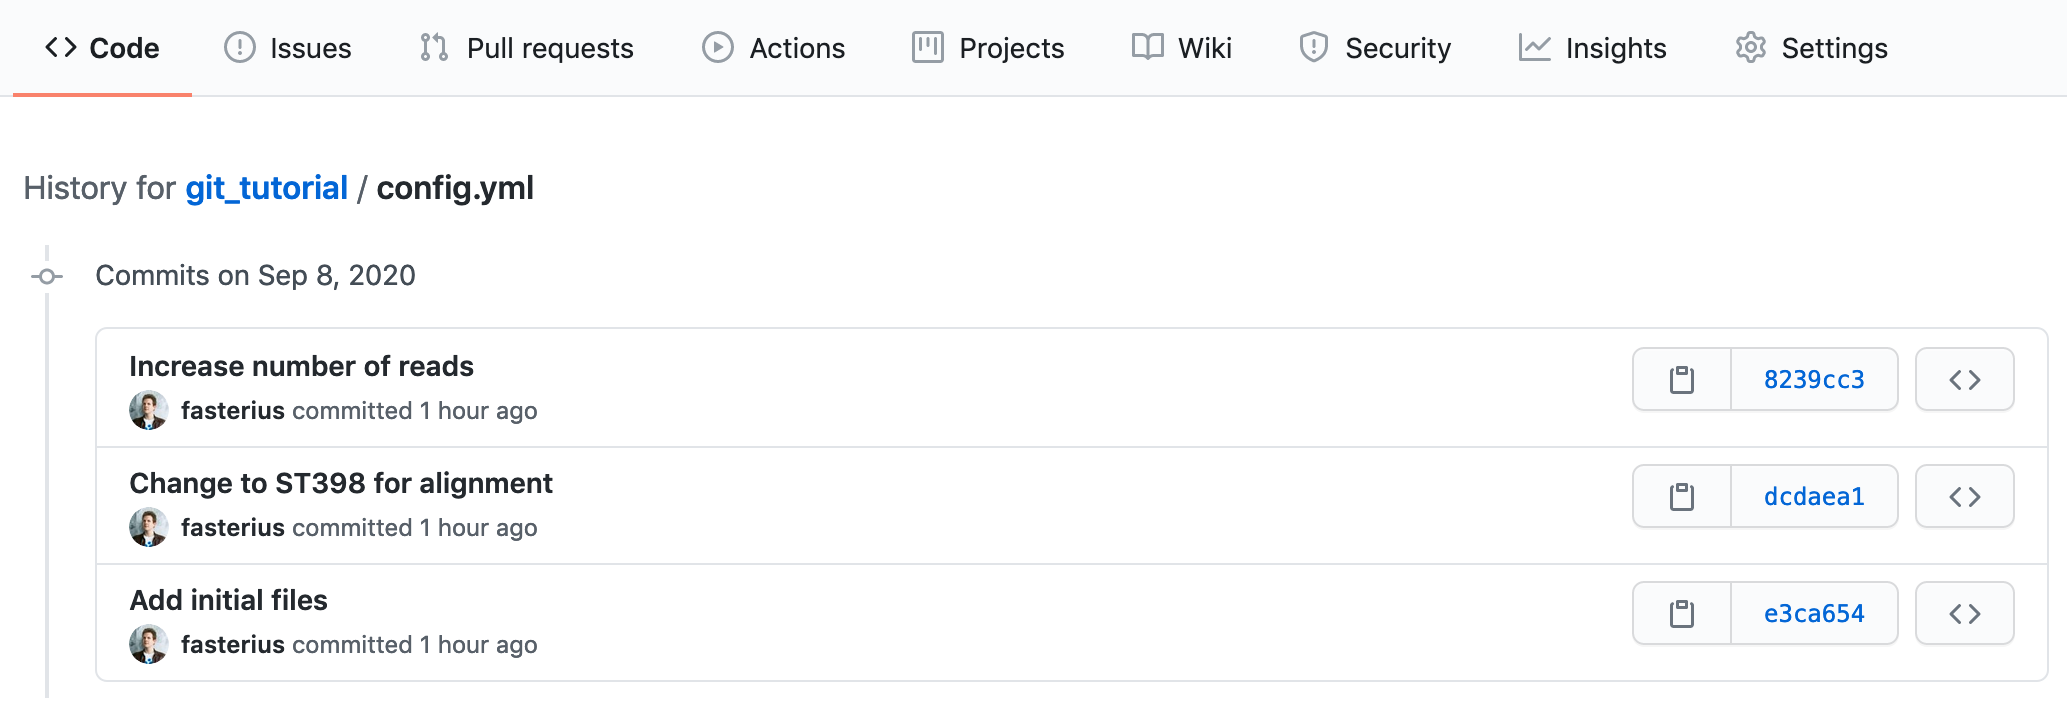 Code Issues Pull requests Actions Projects Wiki Security Insights Settings
History for git_tutorial / config.yml
Commits on Sep 8, 2020
Increase number of reads
fasterius committed 1 hour ago
8239cc3
Change to ST398 for alignment
fasterius committed 1 hour ago
dcdaea1
Add initial files
fasterius committed 1 hour ago
e3ca654